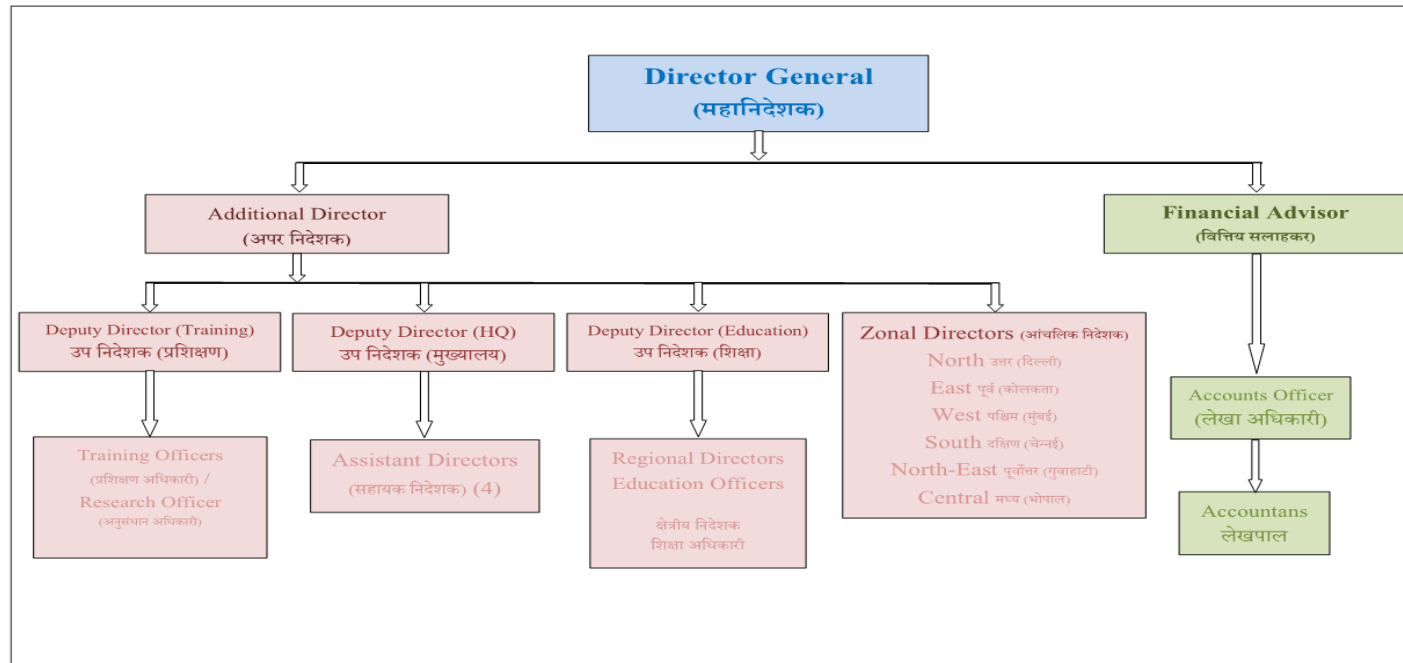 Director General
(महानिदेशक)
Additional Director
(अपर निदेशक)
Financial Advisor
(वित्तिय सलाहकर)
Deputy Director (Training)
उप निदेशक (प्रशिक्षण)
Deputy Director (HQ)
उप निदेशक (मुख्यालय)
Deputy Director (Education)
उप निदेशक (शिक्षा)
Zonal Directors (आंचलिक निदेशक)
North उत्तर (दिल्ली)
East पूर्व (कोलकता)
West पश्चिम (मुंबई)
South दक्षिण (चेन्नई)
North-East पूर्वोत्तर (गुवाहाटी)
Central मध्य (भोपाल)
Training Officers
(प्रशिक्षण अधिकारी) /
Research Officer
(अनुसंधान अधिकारी)
Assistant Directors
(सहायक निदेशक) (4)
Regional Directors
Education Officers
क्षेत्रीय निदेशक
शिक्षा अधिकारी
Accounts Officer
(लेखा अधिकारी)
Accountans
लेखपाल